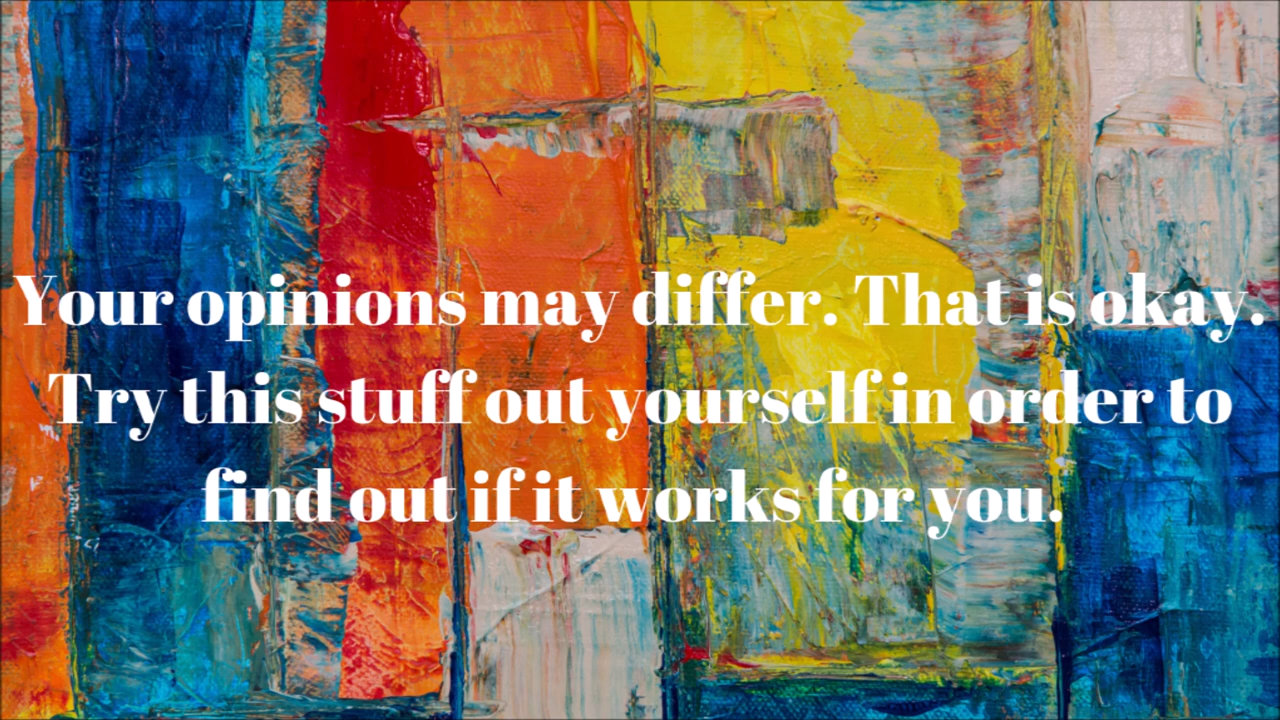 Your opinions may differ. That is okay.
Try this stuff out yourself in order to
find out if it works for you.